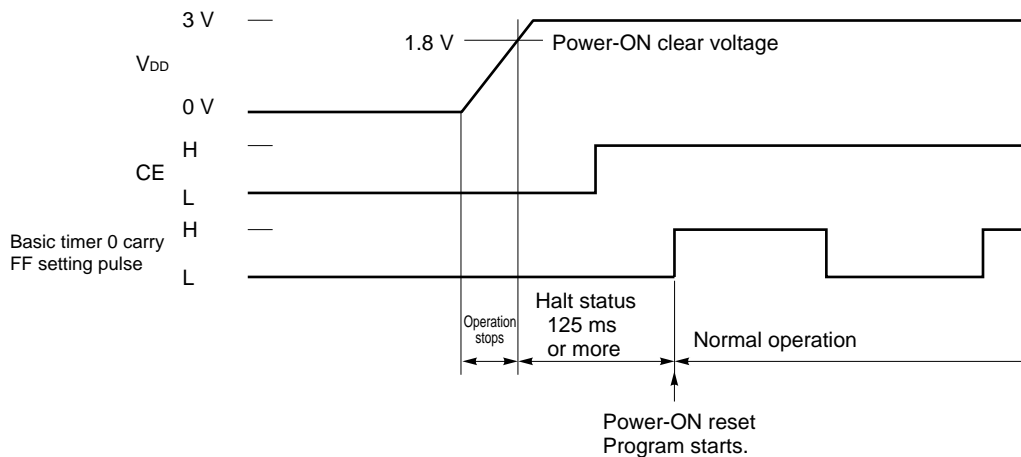 3 V
1.8 V
Power-ON clear voltage
VDD
0 V
H
CE
L
H
Basic timer 0 carry
FF setting pulse
L
Operation
stops
Halt status
125 ms
or more
Normal operation
Power-ON reset
Program starts.